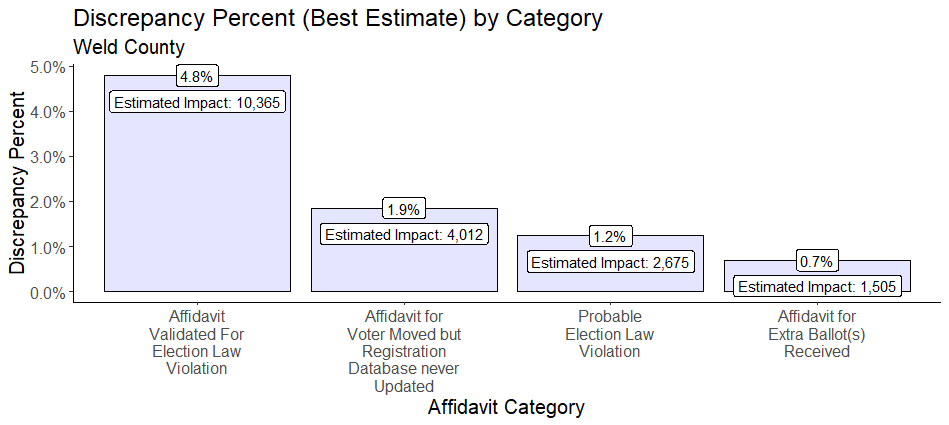 Discrepancy Percent (Best Estimate) by Category
Weld County
Discrepancy Percent
5.0%
4.0%
3.0%
2.0%
1.0%
0.0%
4.8%
Estimated Impact: 10,365
1.9%
Estimated Impact: 4,012
1.2%
Estimated Impact: 2,675
0.7%
Estimated Impact: 1,505
Affidavit
Validated For
Election Law
Violation
Affidavit for
Voter Moved but
Registration
Database never
Updated
Probable
Election Law
Violation
Affidavit for
Extra Ballot(s)
Received
Affidavit Category